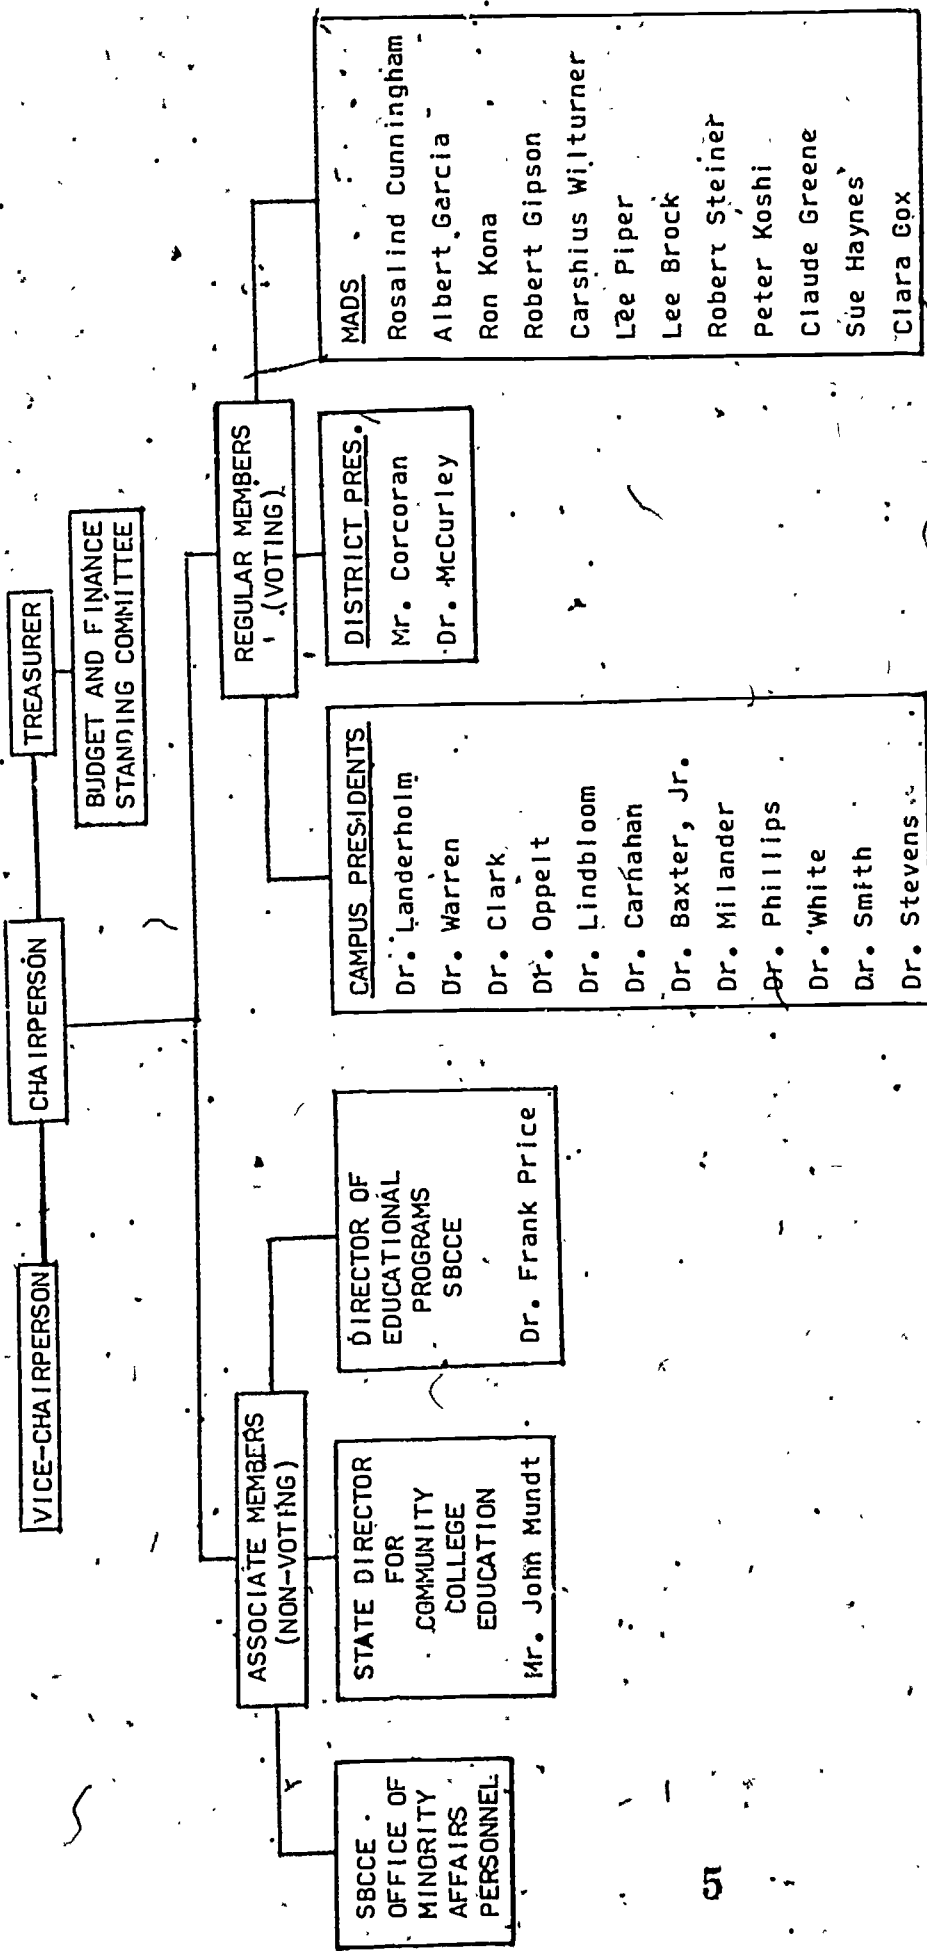 VICE-CHAIRPERSON
CHAIRPERSON
TREASURER
BUDGET AND FINANCE
STANDING COMMITTEE
ASSOCIATE MEMBERS
(NON-VOTING)
REGULAR MEMBERS
(VOTING)
SBCCE
OFFICE OF
MINORITY
AFFAIRS
PERSONNEL
STATE DIRECTOR
FOR
COMMUNITY
COLLEGE
EDUCATION
Mr. John Mundt
DIRECTOR OF
EDUCATIONAL
PROGRAMS
SBCCE
Dr. Frank Price
CAMPUS PRESIDENTS
Dr. Landerholm
Dr. Warren
Dr. Clark
Dr. Oppelt
Dr. Lindbloom
Dr. Carhahan
Dr. Baxter, Jr.
Dr. Milander
Dr. Phillips
Dr. White
Dr. Smith
Dr. Stevens
DISTRICT PRES.
Mr. Corcoran
Dr. McCurley
MADS
Rosalind Cunningham
Albert Garcia
Ron Kona
Robert Gipson
Carshius Wilturner
Lee Piper
Lee Brock
Robert Steiner
Peter Koshi
Claude Greene
Sue Haynes
Clara Cox
5